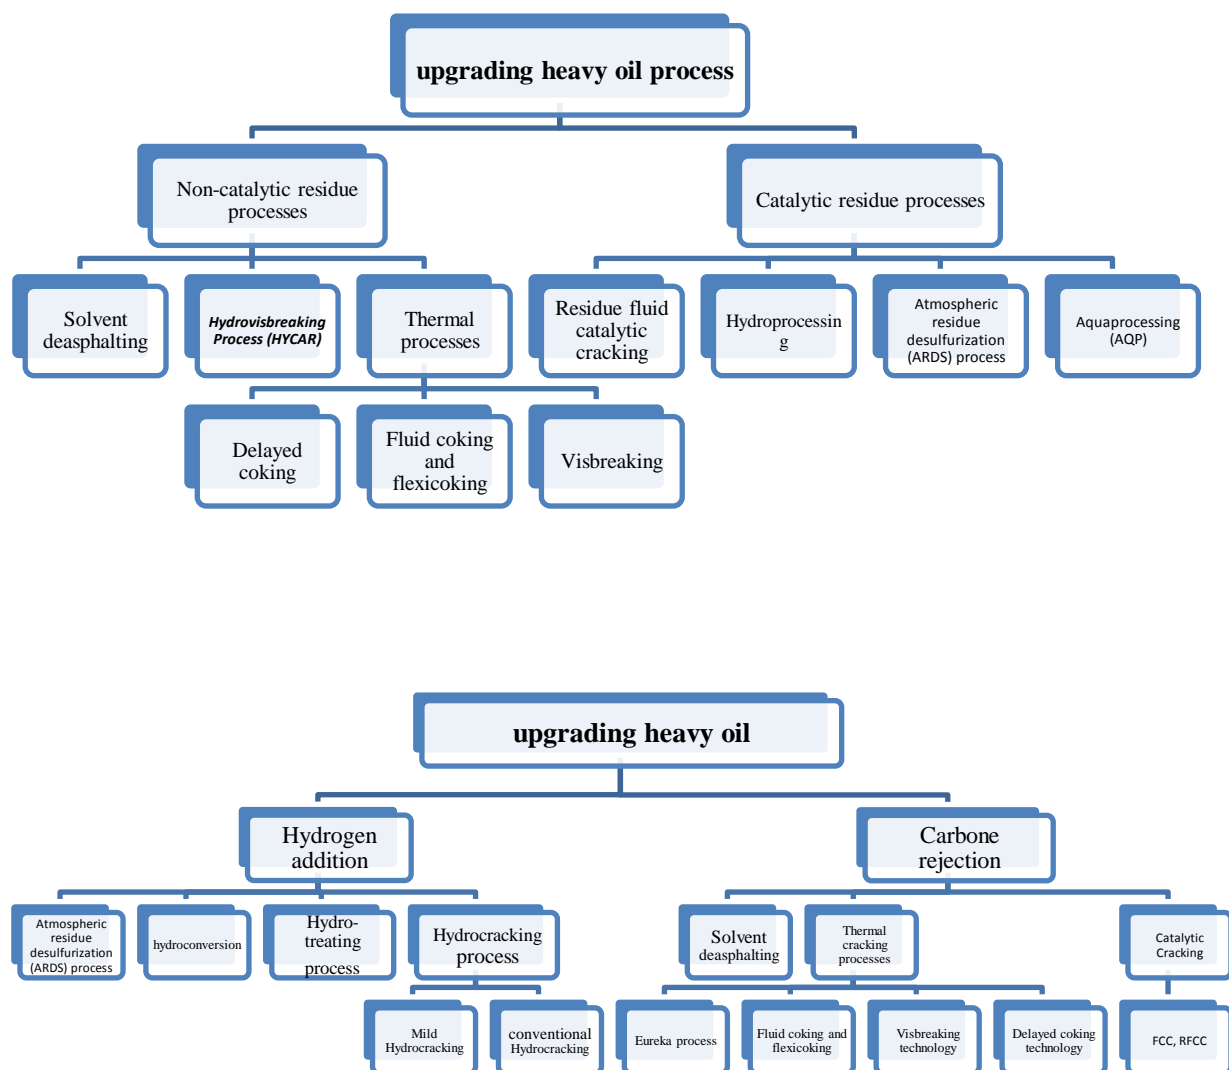 upgrading heavy oil process
Non-catalytic residue
processes
Catalytic residue processes
Solvent
deasphalting
Hydrovisbreaking
Process (HYCAR)
Thermal
processes
Residue fluid
catalytic
cracking
Hydroprocessin
g
Atmospheric
residue
desulfurization
(ARDS) process
Aquaprocessing
(AQP)
Delayed
coking
Fluid coking
and
flexicoking
Visbreaking
upgrading heavy oil
Hydrogen
addition
Carbone
rejection
Atmospheric
residue
desulfurization
(ARDS) process
hydroconversion
Hydro-
treating
process
Hydrocracking
process
Solvent
deasphalting
Thermal
cracking
processes
Catalytic
Cracking
Mild
Hydrocracking
conventional
Hydrocracking
Eureka process
Fluid coking and
flexicoking
Visbreaking
technology
Delayed coking
technology
FCC, RFCC